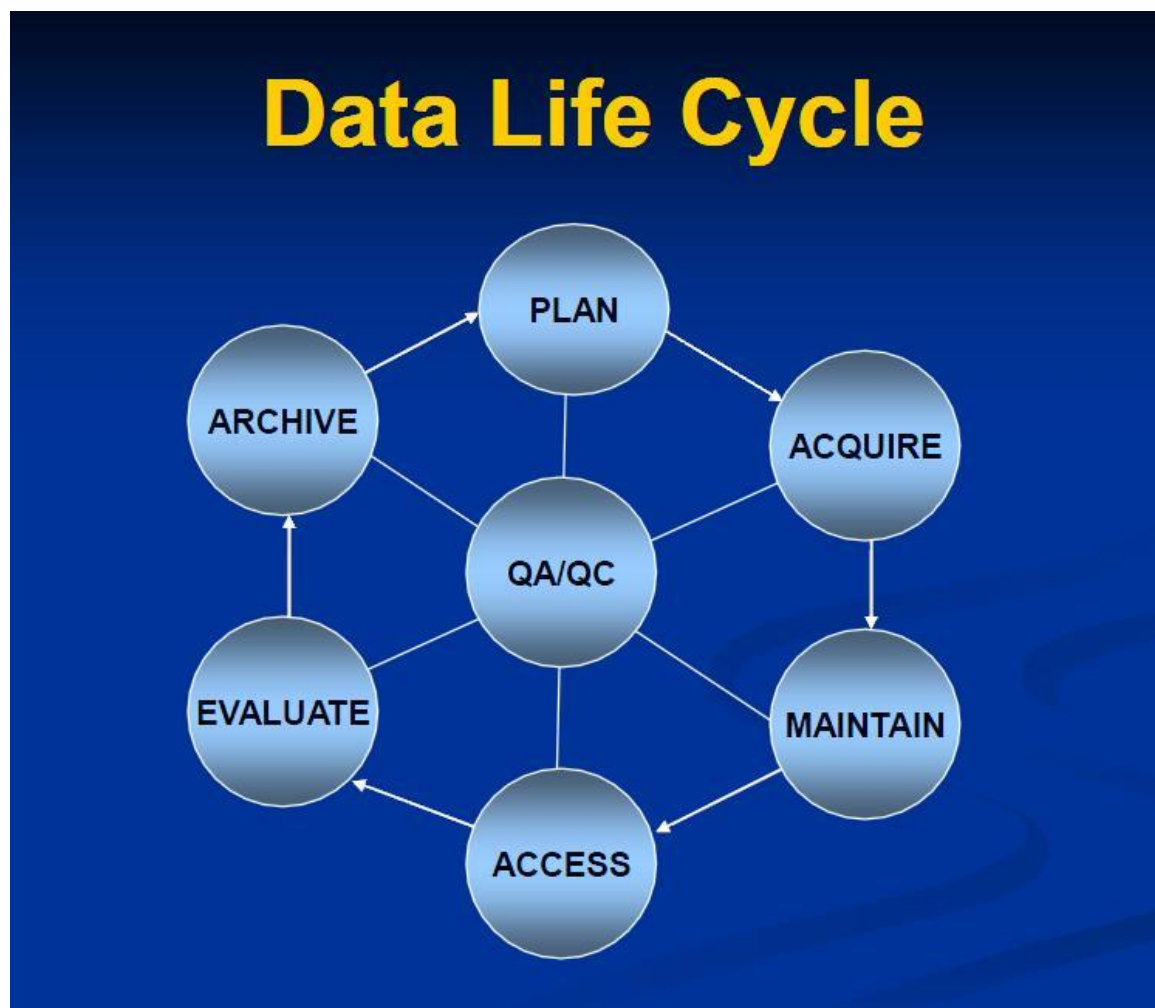 Data Life Cycle
PLAN
ACQUIRE
MAINTAIN
ACCESS
EVALUATE
ARCHIVE
QA/QC